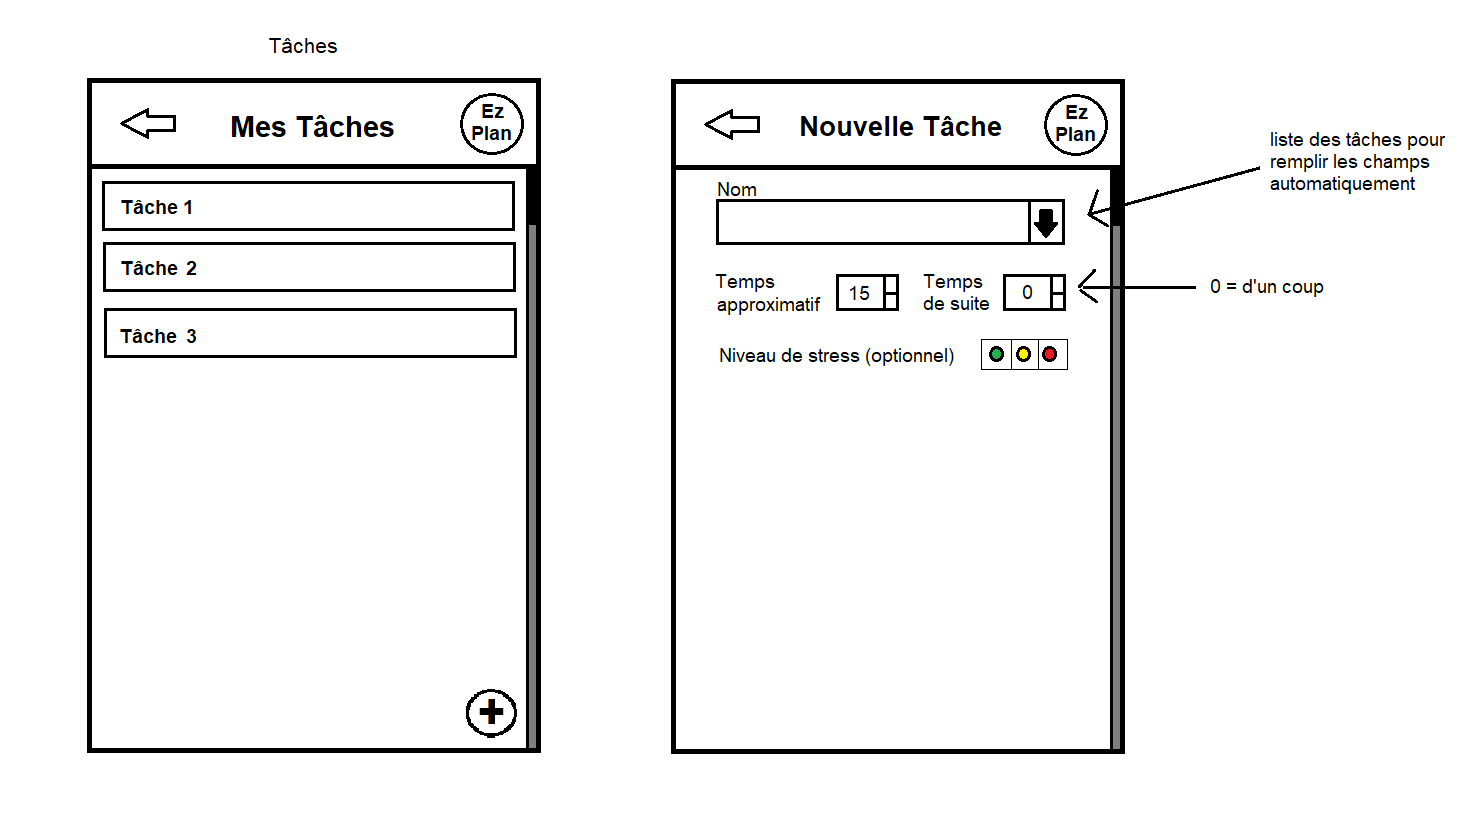 Tâches
Mes Tâches
Ez
Plan
Tâche 1
Tâche 2
Tâche 3
Nouvelle Tâche
Ez
Plan
Nom
Temps
approximatif
15
Temps
de suite
0
Niveau de stress (optionnel)
liste des tâches pour
remplir les champs
automatiquement
0 = d'un coup